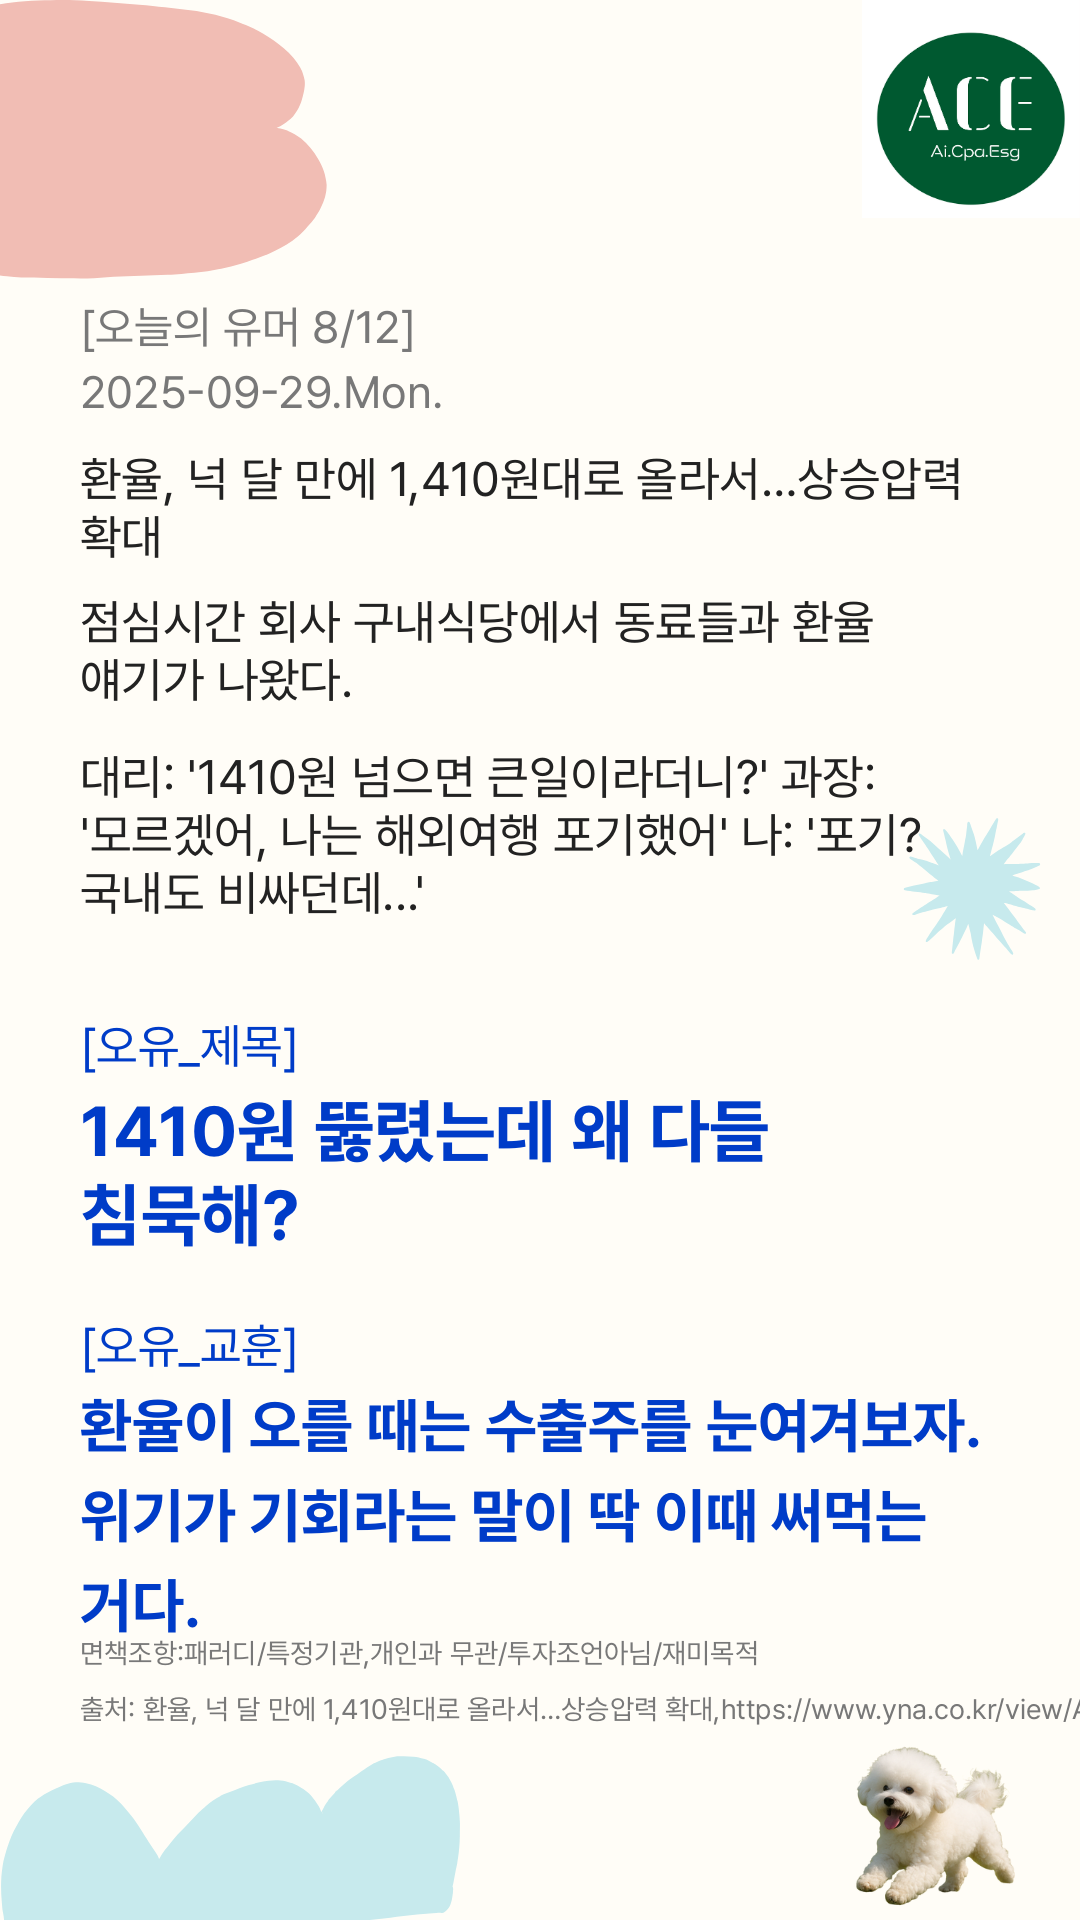 ACE
Ai.Cpa.Esg
[오늘의 유머 8/12]
2025-09-29.Mon.
환율, 넉 달 만에 1,410원대로 올라서...상승압력
확대
점심시간 회사 구내식당에서 동료들과 환율
얘기가 나왔다.
대리: '1410원 넘으면 큰일이라더니?' 과장:
'모르겠어, 나는 해외여행 포기했어' 나: '포기?
국내도 비싸던데...'
[오유_제목]
1410원 뚫렸는데 왜 다들
침묵해?
[오유_교훈]
환율이 오를 때는 수출주를 눈여겨보자.
위기가 기회라는 말이 딱 이때 써먹는
거다.
면책조항:패러디/특정기관,개인과 무관/투자조언아님/재미목적
출처: 환율, 넉 달 만에 1,410원대로 올라서...상승압력 확대,https://www.yna.co.kr/view/